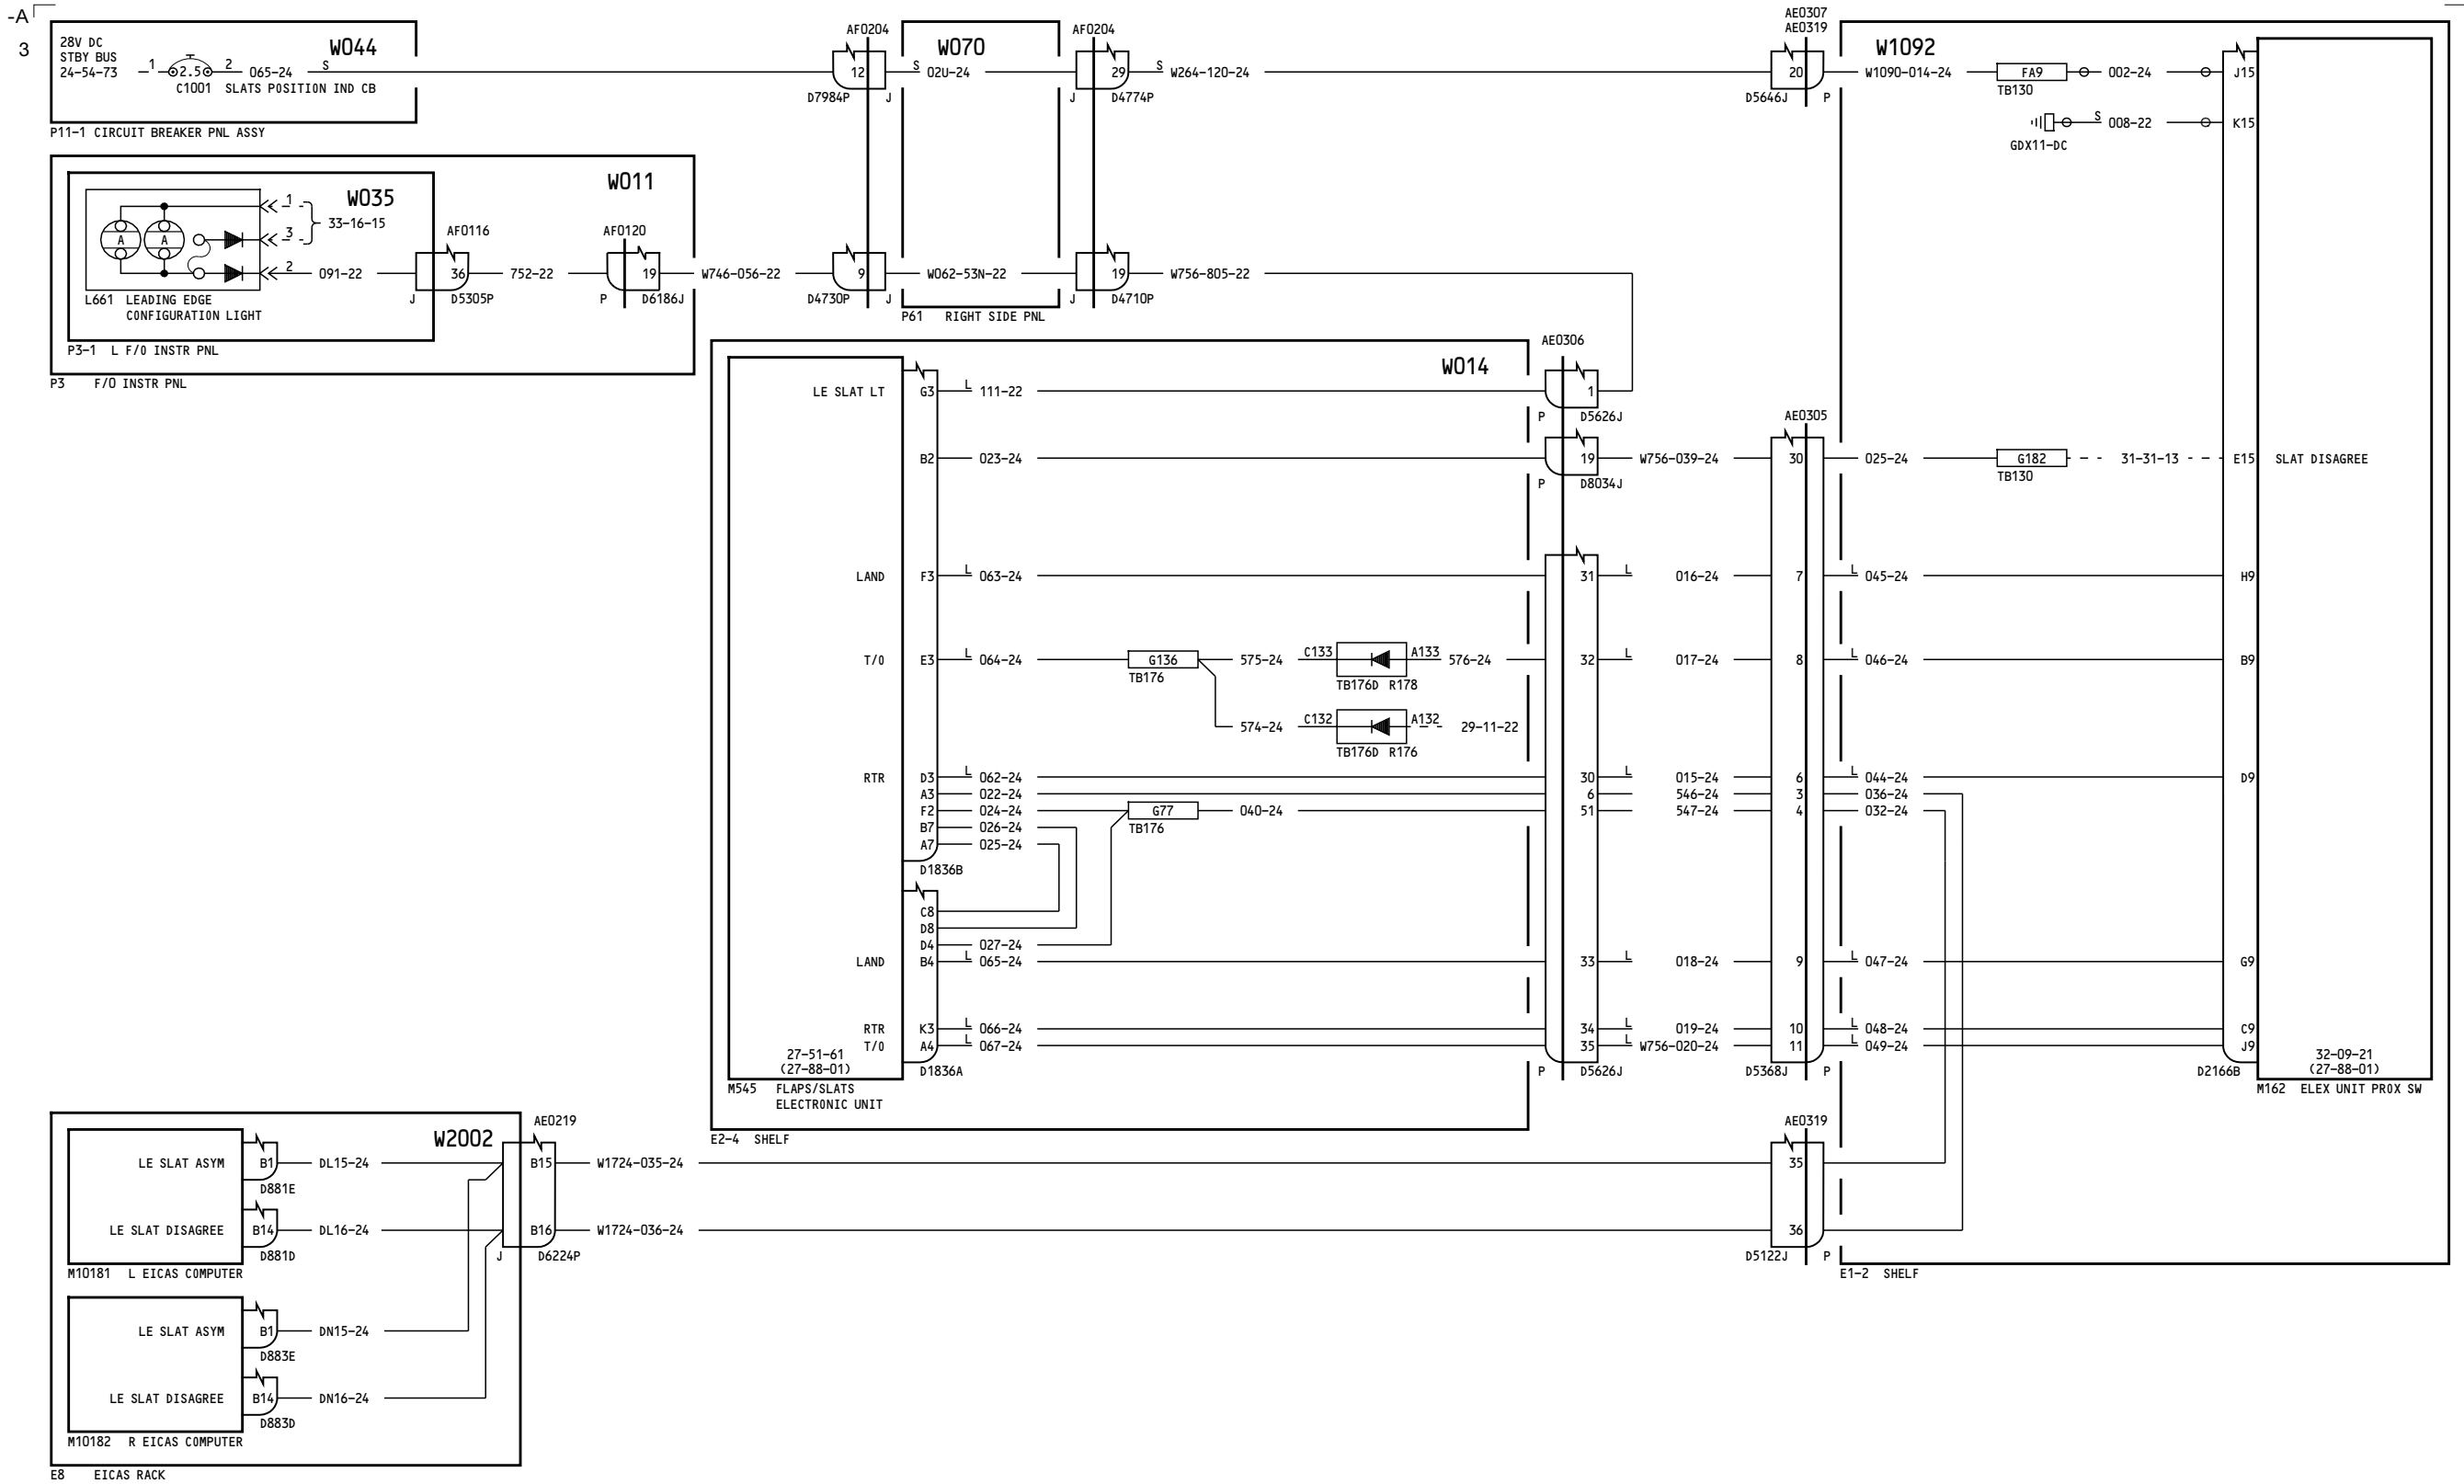 -A
3
28V DC
STBY BUS
24-54-73
1
2.5
2
065-24
S
C1001 SLATS POSITION IND CB
W044
P11-1 CIRCUIT BREAKER PNL ASSY
AF0204
12
D7984P
J
S
02U-24
W070
AF0204
29
D4774P
J
S
W264-120-24
AE0307
AE0319
20
D5646J
P
W1092
W1090-014-24
FA9
TB130
002-24
J15
S
008-22
K15
GDX11-DC
W011
W035
A
A
1
3
33-16-15
2
091-22
L661 LEADING EDGE
CONFIGURATION LIGHT
P3-1 L F/O INSTR PNL
P3 F/O INSTR PNL
AF0116
36
J
D5305P
752-22
AF0120
19
P
D6186J
W746-056-22
9
D4730P
J
W062-53N-22
P61 RIGHT SIDE PNL
19
J
D4710P
W756-805-22
W014
AE0306
LE SLAT LT
G3
L
111-22
1
P
D5626J
AE0305
B2
023-24
19
P
D8034J
W756-039-24
30
025-24
G182
TB130
31-31-13
E15
SLAT DISAGREE
LAND
F3
L
063-24
31
L
016-24
7
L
045-24
H9
T/O
E3
L
064-24
G136
TB176
575-24
C133
A133
TB176D R178
576-24
32
L
017-24
8
L
046-24
B9
574-24
C132
A132
TB176D R176
29-11-22
RTR
D3
L
062-24
30
L
015-24
6
L
044-24
D9
A3
022-24
6
546-24
3
036-24
F2
024-24
G77
TB176
040-24
51
547-24
4
032-24
B7
026-24
A7
025-24
D1836B
C8
D8
D4
027-24
LAND
B4
L
065-24
33
L
018-24
9
L
047-24
G9
RTR
K3
L
066-24
34
L
019-24
10
L
048-24
C9
T/O
A4
L
067-24
35
L
W756-020-24
11
L
049-24
J9
27-51-61
(27-88-01)
D1836A
P
D5626J
D5368J
P
D2166B
32-09-21
(27-88-01)
M545 FLAPS/SLATS
ELECTRONIC UNIT
M162 ELEX UNIT PROX SW
E2-4 SHELF
W2002
AE0219
AE0319
LE SLAT ASYM
B1
DL15-24
D881E
B15
W1724-035-24
35
LE SLAT DISAGREE
B14
DL16-24
D881D
B16
W1724-036-24
36
J
D6224P
D5122J
P
M10181 L EICAS COMPUTER
E1-2 SHELF
LE SLAT ASYM
B1
DN15-24
D883E
LE SLAT DISAGREE
B14
DN16-24
D883D
M10182 R EICAS COMPUTER
E8 EICAS RACK